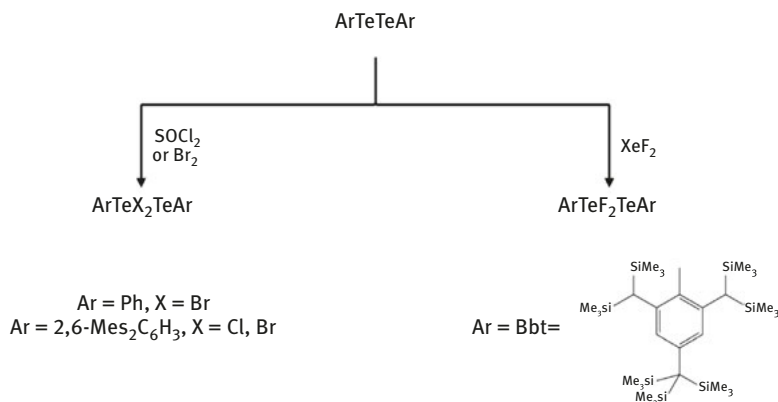 ArTeTeAr
SOCl₂
or Br₂
XeF₂
ArTeX₂TeAr
ArTeF₂TeAr
Ar = Ph, X = Br
Ar = 2,6-Mes₂C₆H₃, X = Cl, Br
Ar = Bbt=
SiMe₃
SiMe₃
Me₃si
SiMe₃
Me₃si
SiMe₃
Me₃si